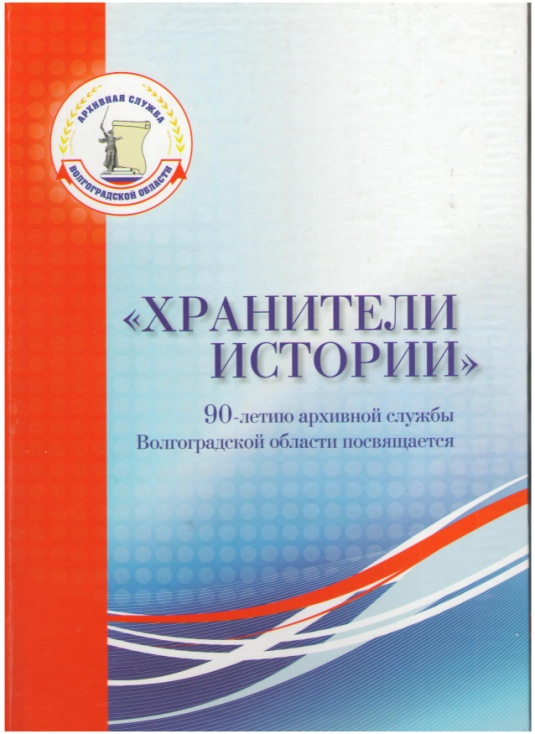 АРХИВНАЯ СЛУЖБА
ВОЛГОГРАДСКОЙ ОБЛАСТИ
«ХРАНИТЕЛИ
ИСТОРИИ»
90-летию архивной службы
Волгоградской области посвящается